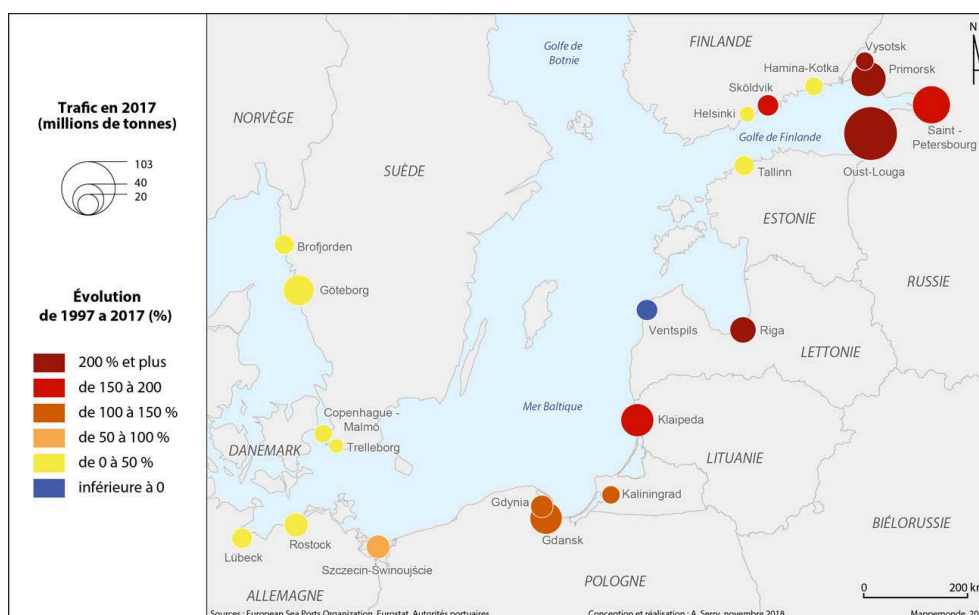 Trafic en 2017
(millions de tonnes)
103
40
20
Évolution
de 1997 a 2017 (%)
200 % et plus
de 150 à 200
de 100 à 150 %
de 50 à 100 %
de 0 à 50 %
inférieure à 0
Golfe de
Botnie
FINLANDE
N
Vysotsk
Hamina-Kotka
Primorsk
Sköldvik
NORVÈGE
Helsinki
Golfe de Finlande
Saint -
Petersbourg
SUÈDE
Tallinn
Oust-Louga
ESTONIE
Brofjorden
RUSSIE
Göteborg
Ventspils
Riga
LETTONIE
Mer Baltique
Copenhague -
Malmö
Klaipeda
DANEMARK
Trelleborg
LITUANIE
Kaliningrad
Gdynia
BIÉLORUSSIE
Rostock
Gdansk
Lübeck
Szczecin-Świnoujście
ALLEMAGNE
POLOGNE
0
200 km
Sources : European Sea Ports Organization, Eurostat, Autorités portuaires
Conception et réalisation : A. Serry, novembre 2018
Mappemonde, 20